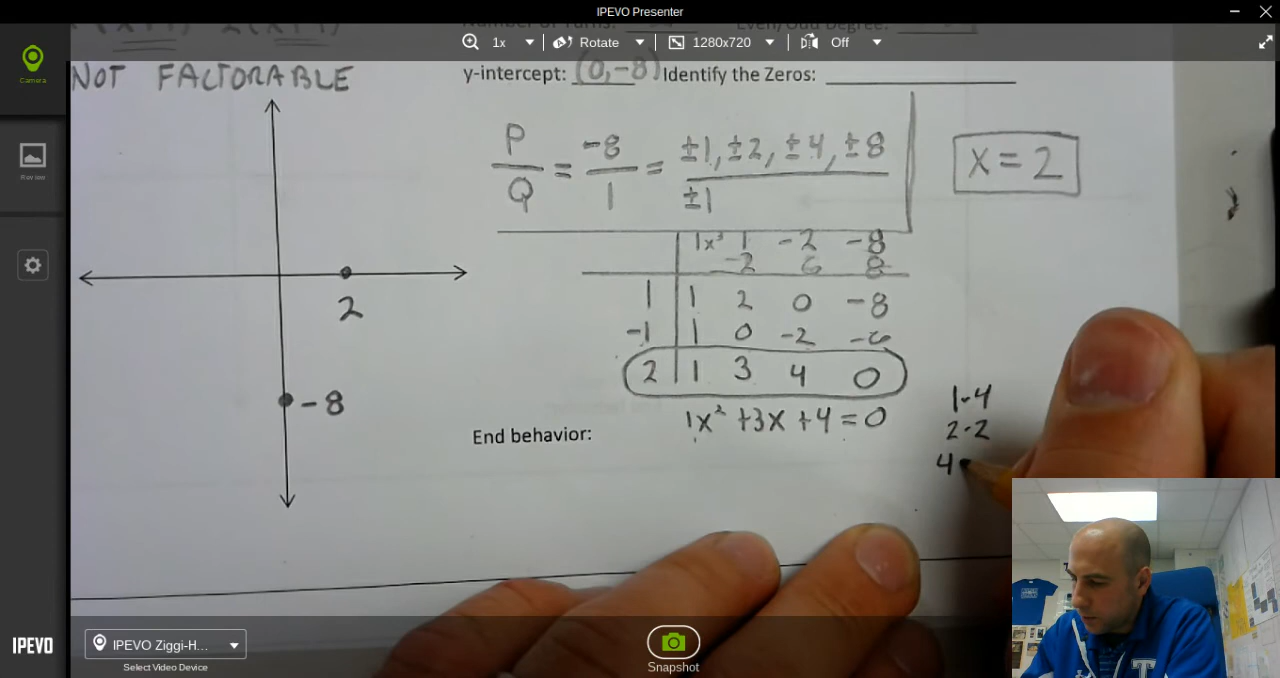 IPEVO Presenter
1x Rotate 1280x720 Off
Camera
Review
NOT FACTORABLE
y-intercept: (0,-8) Identify the Zeros:
P/Q = -8/1 = ±1, ±2, ±4, ±8 / ±1
x = 2
1x³ 1 -2 -8
-2 6 8
1 1 2 0 -8
-1 1 0 -2 -6
2 1 3 4 0
1x² +3x +4 = 0
2
-8
End behavior:
1-4
2-2
4
IPEVO
IPEVO Ziggi-H...
Select Video Device
Snapshot
T